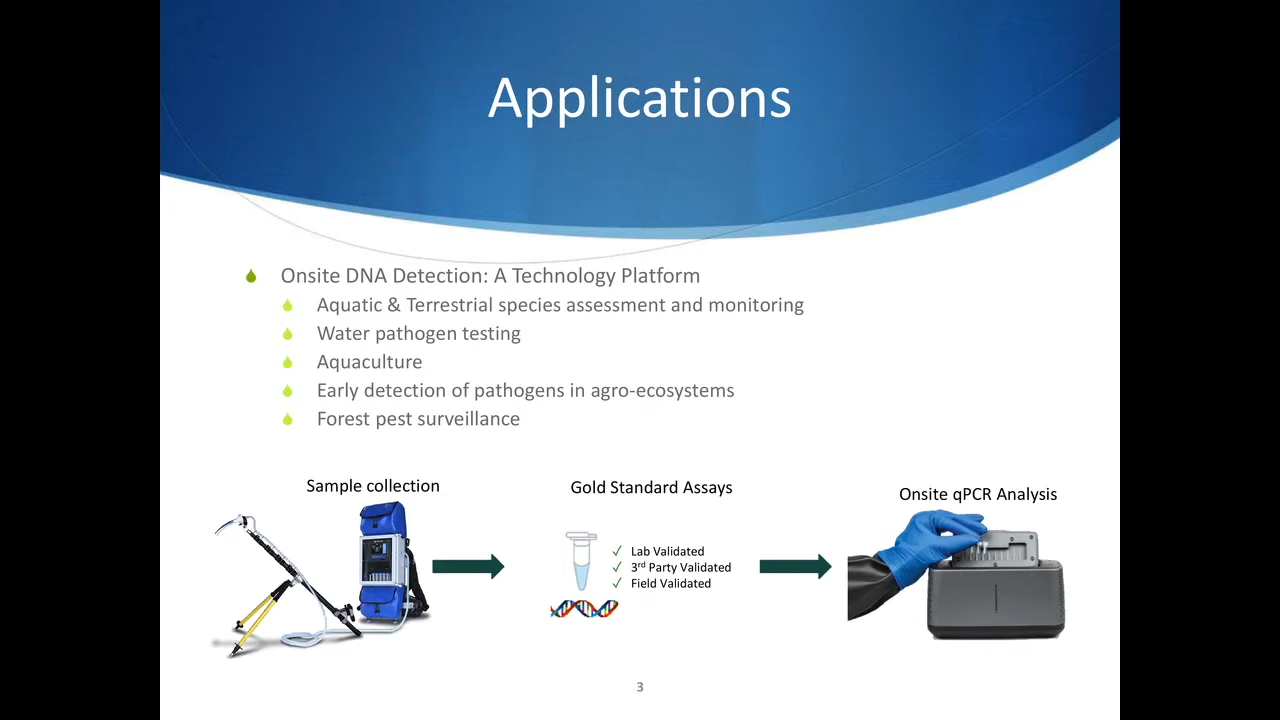 Applications
Onsite DNA Detection: A Technology Platform
Aquatic & Terrestrial species assessment and monitoring
Water pathogen testing
Aquaculture
Early detection of pathogens in agro-ecosystems
Forest pest surveillance
Sample collection
Gold Standard Assays
Onsite qPCR Analysis
✓ Lab Validated
✓ 3rd Party Validated
✓ Field Validated
3